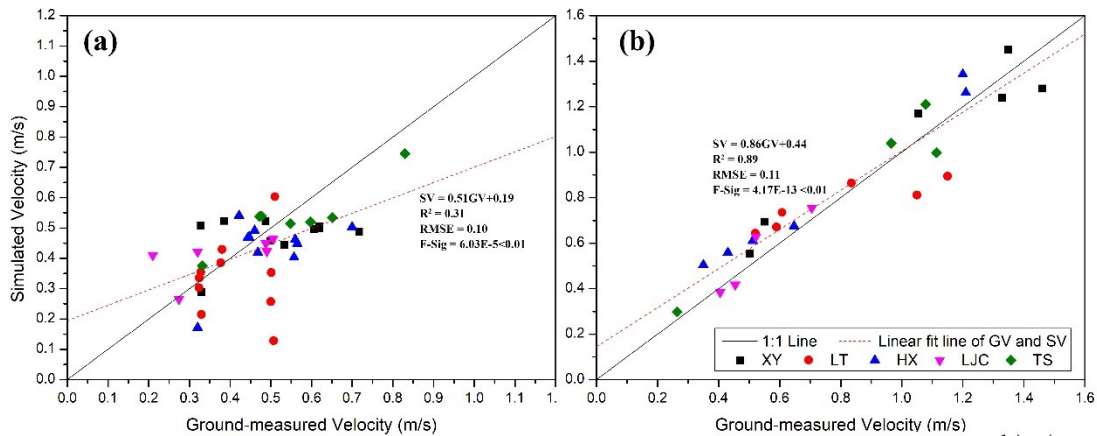 (a)
Simulated Velocity (m/s)
1.2
1.1
1.0
0.9
0.8
0.7
0.6
0.5
0.4
0.3
0.2
0.1
0.0
SV = 0.51GV+0.19
R² = 0.31
RMSE = 0.10
F-Sig = 6.03E-5<0.01
0.0 0.1 0.2 0.3 0.4 0.5 0.6 0.7 0.8 0.9 1.0 1.1 1.
Ground-measured Velocity (m/s)
(b)
1.6
1.4
1.2
1.0
0.8
0.6
0.4
0.2
0.0
SV = 0.86GV+0.44
R² = 0.89
RMSE = 0.11
F-Sig = 4.17E-13 <0.01
1:1 Line Linear fit line of GV and SV
XY LT HX LJC TS
0.0 0.2 0.4 0.6 0.8 1.0 1.2 1.4 1.6
Ground-measured Velocity (m/s)